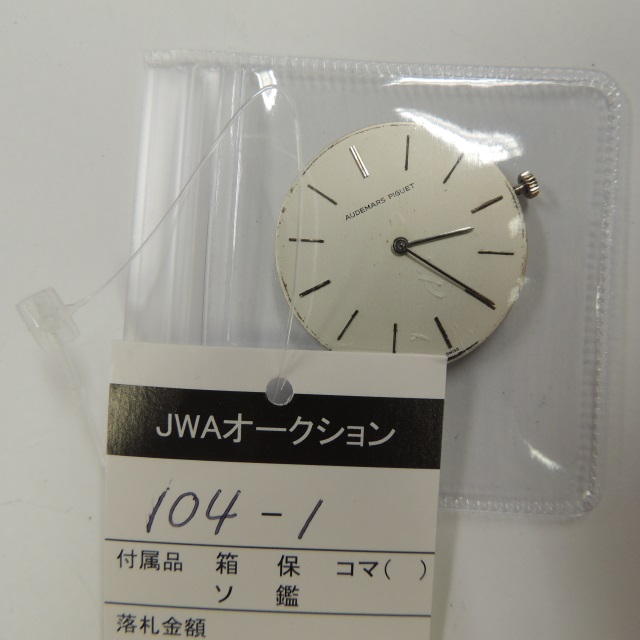 AUDEMARS PIGUET
JWAオークション
104-1
付属品 箱 保 コマ( )
ソ 鑑
落札金額